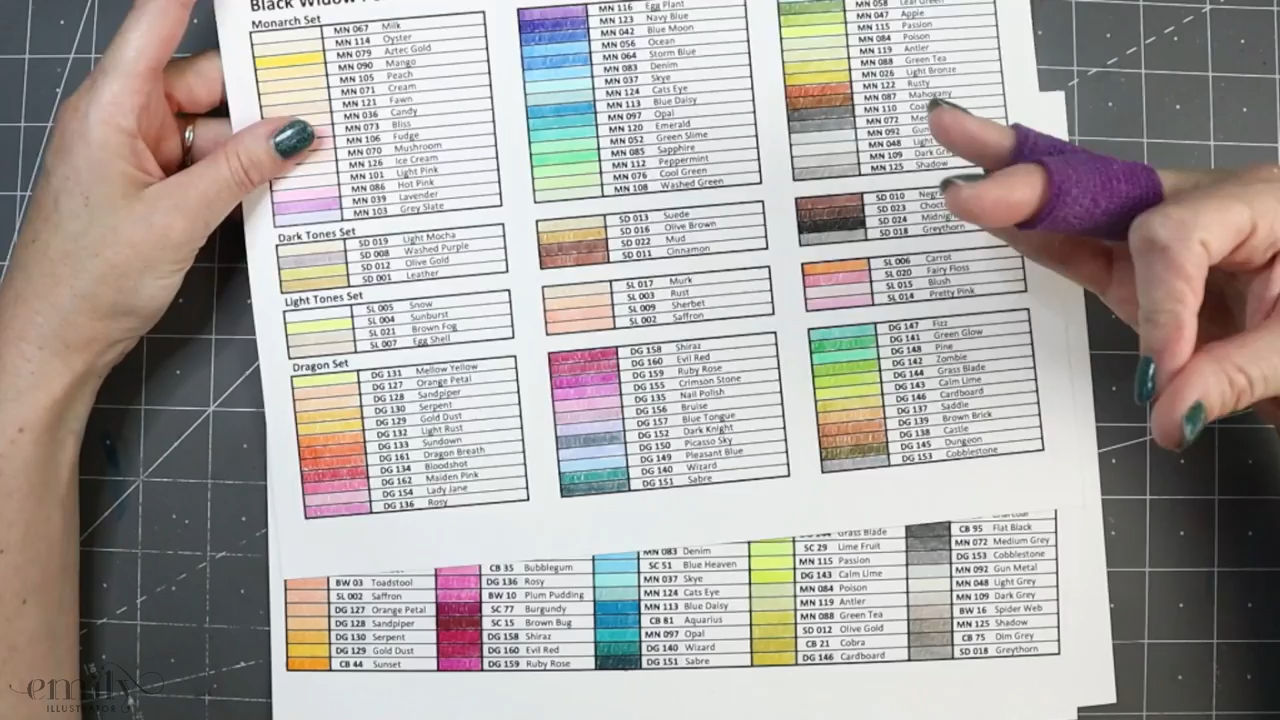 Black Widow
Monarch Set
MN 067 Milk
MN 114 Oyster
MN 079 Aztec Gold
MN 090 Mango
MN 105 Peach
MN 071 Cream
MN 121 Fawn
MN 036 Candy
MN 073 Bliss
MN 106 Fudge
MN 070 Mushroom
MN 126 Ice Cream
MN 101 Light Pink
MN 086 Hot Pink
MN 039 Lavender
MN 103 Grey Slate
MN 116 Egg Plant
MN 123 Navy Blue
MN 042 Blue Moon
MN 056 Ocean
MN 064 Storm Blue
MN 083 Denim
MN 037 Skye
MN 124 Cats Eye
MN 113 Blue Daisy
MN 097 Opal
MN 120 Emerald
MN 052 Green Slime
MN 085 Sapphire
MN 112 Peppermint
MN 076 Cool Green
MN 108 Washed Green
MN 058 Leaf Green
MN 047 Apple
MN 115 Passion
MN 084 Poison
MN 119 Antler
MN 088 Green Tea
MN 026 Light Bronze
MN 122 Rusty
MN 087 Mahogany
MN 110
MN 072
MN 092 Gun
MN 048 Light
MN 109 Dark
MN 125 Shadow
Dark Tones Set
SD 019 Light Mocha
SD 008 Washed Purple
SD 012 Olive Gold
SD 001 Leather
SD 013 Suede
SD 016 Olive Brown
SD 022 Mud
SD 011 Cinnamon
SD 010
SD 023
SD 024
SD 018 Greythorn
Light Tones Set
SL 005 Snow
SL 004 Sunburst
SL 021 Brown Fog
SL 007 Egg Shell
SL 017 Murk
SL 003 Rust
SL 009 Sherbet
SL 002 Saffron
SL 006 Carrot
SL 020 Fairy Floss
SL 015 Blush
SL 014 Pretty Pink
Dragon Set
DG 131 Mellow Yellow
DG 127 Orange Petal
DG 128 Sandpiper
DG 130 Serpent
DG 129 Gold Dust
DG 132 Light Rust
DG 133 Sundown
DG 161 Dragon Breath
DG 134 Bloodshot
DG 162 Maiden Pink
DG 154 Lady Jane
DG 136 Rosy
DG 158 Shiraz
DG 160 Evil Red
DG 159 Ruby Rose
DG 155 Crimson Stone
DG 135 Nail Polish
DG 156 Bruise
DG 157 Blue Tongue
DG 152 Dark Knight
DG 150 Picasso Sky
DG 149 Pleasant Blue
DG 140 Wizard
DG 151 Sabre
DG 147 Fizz
DG 141 Green Glow
DG 148 Pine
DG 142 Zombie
DG 144 Grass Blade
DG 143 Calm Lime
DG 146 Cardboard
DG 137 Saddle
DG 139 Brown Brick
DG 138 Castle
DG 145 Dungeon
DG 153 Cobblestone
BW 03 Toadstool
SL 002 Saffron
DG 127 Orange Petal
DG 128 Sandpiper
DG 130 Serpent
DG 129 Gold Dust
CB 44 Sunset
CB 35 Bubblegum
DG 136 Rosy
BW 10 Plum Pudding
SC 77 Burgundy
SC 15 Brown Bug
DG 158 Shiraz
DG 160 Evil Red
DG 159 Ruby Rose
MN 083 Denim
SC 51 Blue Heaven
MN 037 Skye
MN 124 Cats Eye
MN 113 Blue Daisy
CB 81 Aquarius
MN 097 Opal
DG 140 Wizard
DG 151 Sabre
Grass Blade
SC 29 Lime Fruit
MN 115 Passion
DG 143 Calm Lime
MN 084 Poison
MN 119 Antler
MN 088 Green Tea
SD 012 Olive Gold
CB 21 Cobra
DG 146 Cardboard
CB 95 Flat Black
MN 072 Medium Grey
DG 153 Cobblestone
MN 092 Gun Metal
MN 048 Light Grey
MN 109 Dark Grey
BW 16 Spider Web
MN 125 Shadow
CB 75 Dim Grey
SD 018 Greythorn
emily
ILLUSTRATOR